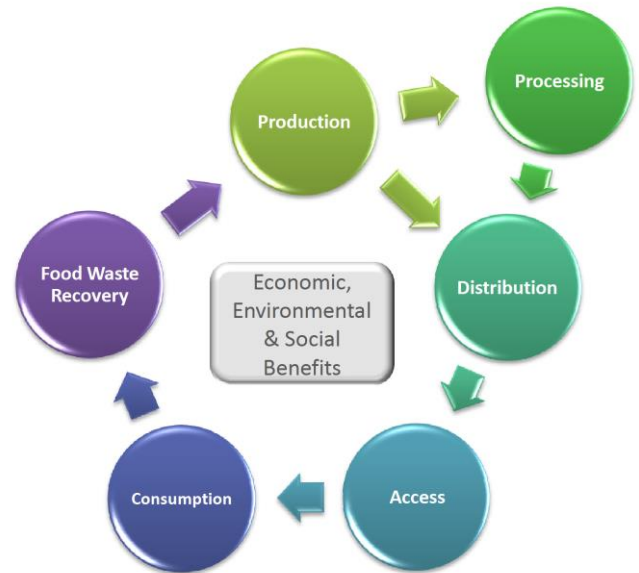 Processing
Production
Distribution
Food Waste
Recovery
Economic,
Environmental
& Social
Benefits
Access
Consumption